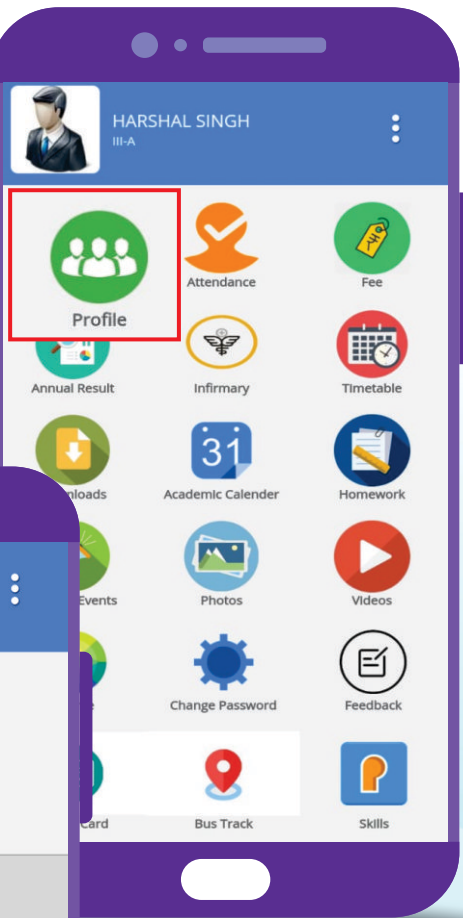 HARSHAL SINGH
III-A
Profile
Attendance
Fee
Annual Result
Infirmary
Timetable
nloads
31
Academic Calender
Homework
Events
Photos
Videos
Change Password
Feedback
Card
Bus Track
Skills